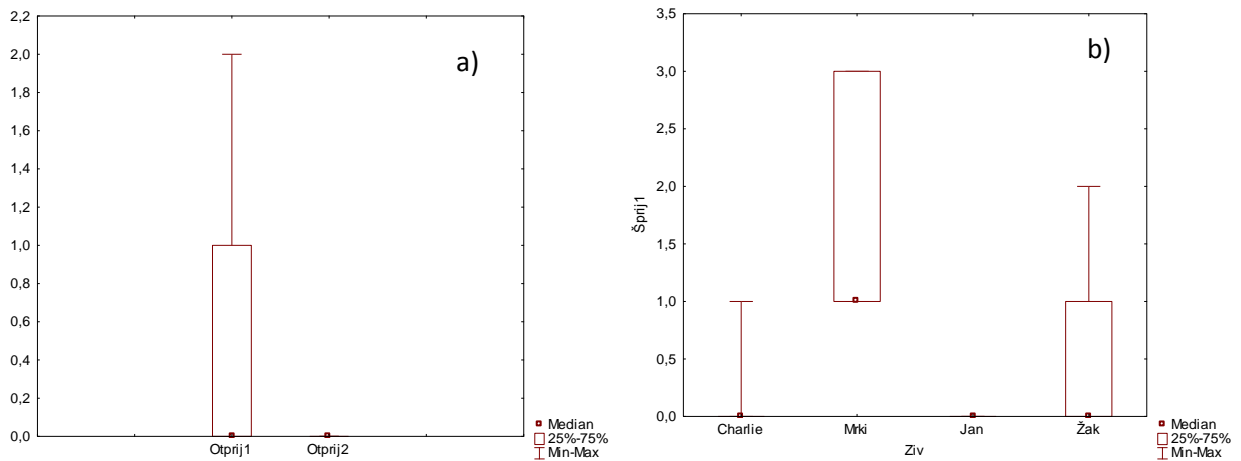 a)
2,2
2,0
1,8
1,6
1,4
1,2
1,0
0,8
0,6
0,4
0,2
0,0
Otprij1 Otprij2
Median
25%-75%
Min-Max
b)
Šprij1
3,5
3,0
2,5
2,0
1,5
1,0
0,5
0,0
Charlie Mrki Jan Žak
Ziv
Median
25%-75%
Min-Max